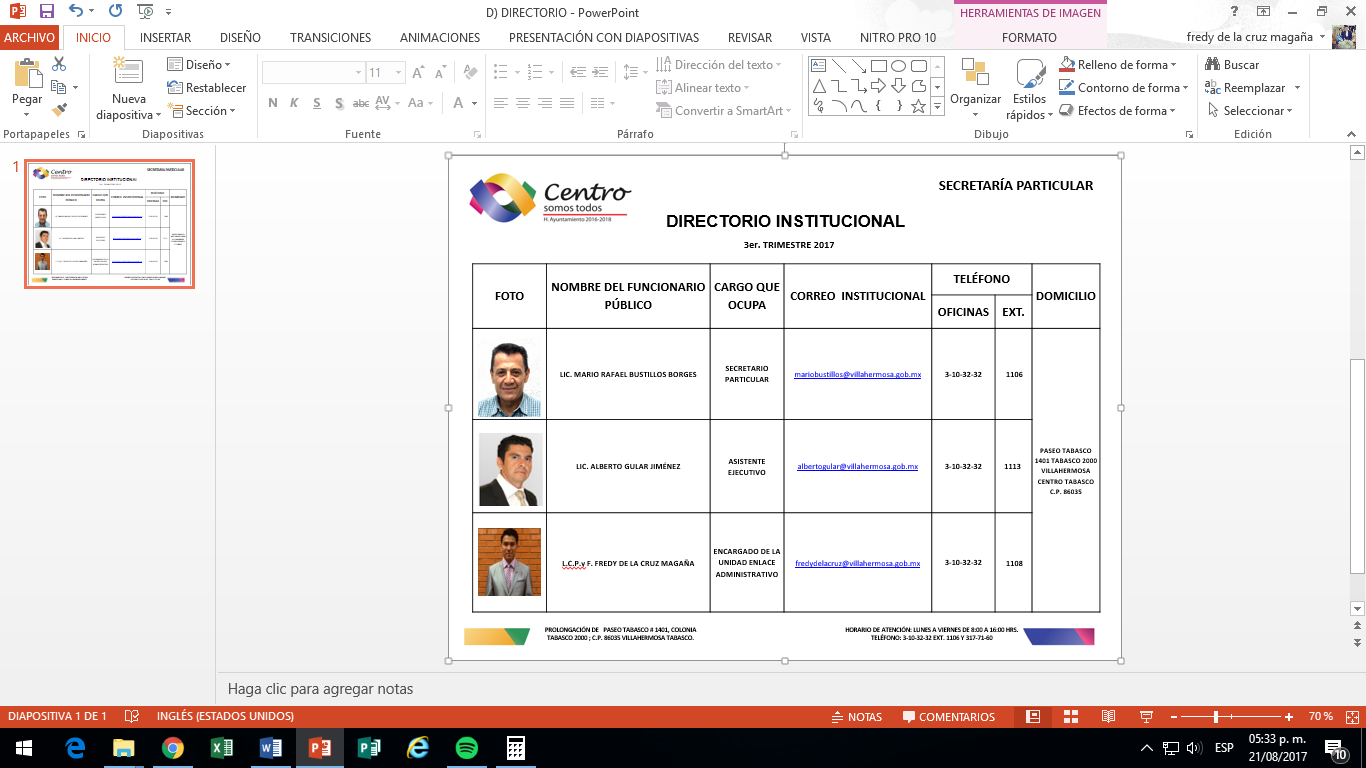 D) DIRECTORIO - PowerPoint
HERRAMIENTAS DE IMAGEN
?
ARCHIVO INICIO INSERTAR DISEÑO TRANSICIONES ANIMACIONES PRESENTACIÓN CON DIAPOSITIVAS REVISAR VISTA NITRO PRO 10 FORMATO
fredy de la cruz magaña
Pegar
Portapapeles
Nueva diapositiva
Diseño
Restablecer
Sección
Diapositivas
11
N K S S abc AV Aa A
Fuente
Dirección del texto
Alinear texto
Convertir a SmartArt
Párrafo
Organizar
Estilos rápidos
Relleno de forma
Contorno de forma
Efectos de forma
Dibujo
Buscar
Reemplazar
Seleccionar
Edición
1
Centro
somos todos
H. Ayuntamiento 2016-2018
SECRETARÍA PARTICULAR
DIRECTORIO INSTITUCIONAL
3er. TRIMESTRE 2017
FOTO
NOMBRE DEL FUNCIONARIO
PÚBLICO
CARGO QUE
OCUPA
CORREO INSTITUCIONAL
TELÉFONO
OFICINAS EXT.
DOMICILIO
LIC. MARIO RAFAEL BUSTILLOS BORGES
SECRETARIO
PARTICULAR
mariobustillos@villahermosa.gob.mx
3-10-32-32
1106
LIC. ALBERTO GULAR JIMÉNEZ
ASISTENTE
EJECUTIVO
albertogular@villahermosa.gob.mx
3-10-32-32
1113
L.C.P.y F. FREDY DE LA CRUZ MAGAÑA
ENCARGADO DE LA
UNIDAD ENLACE
ADMINISTRATIVO
fredydelacruz@villahermosa.gob.mx
3-10-32-32
1108
PASEO TABASCO
1401 TABASCO 2000
VILLAHERMOSA
CENTRO TABASCO
C.P. 86035
PROLONGACIÓN DE PASEO TABASCO # 1401, COLONIA
TABASCO 2000 ; C.P. 86035 VILLAHERMOSA TABASCO.
HORARIO DE ATENCIÓN: LUNES A VIERNES DE 8:00 A 16:00 HRS.
TELÉFONO: 3-10-32-32 EXT. 1106 Y 317-71-60
Haga clic para agregar notas
DIAPOSITIVA 1 DE 1
INGLÉS (ESTADOS UNIDOS)
NOTAS
COMENTARIOS
70 %
ESP
05:33 p. m.
21/08/2017
10